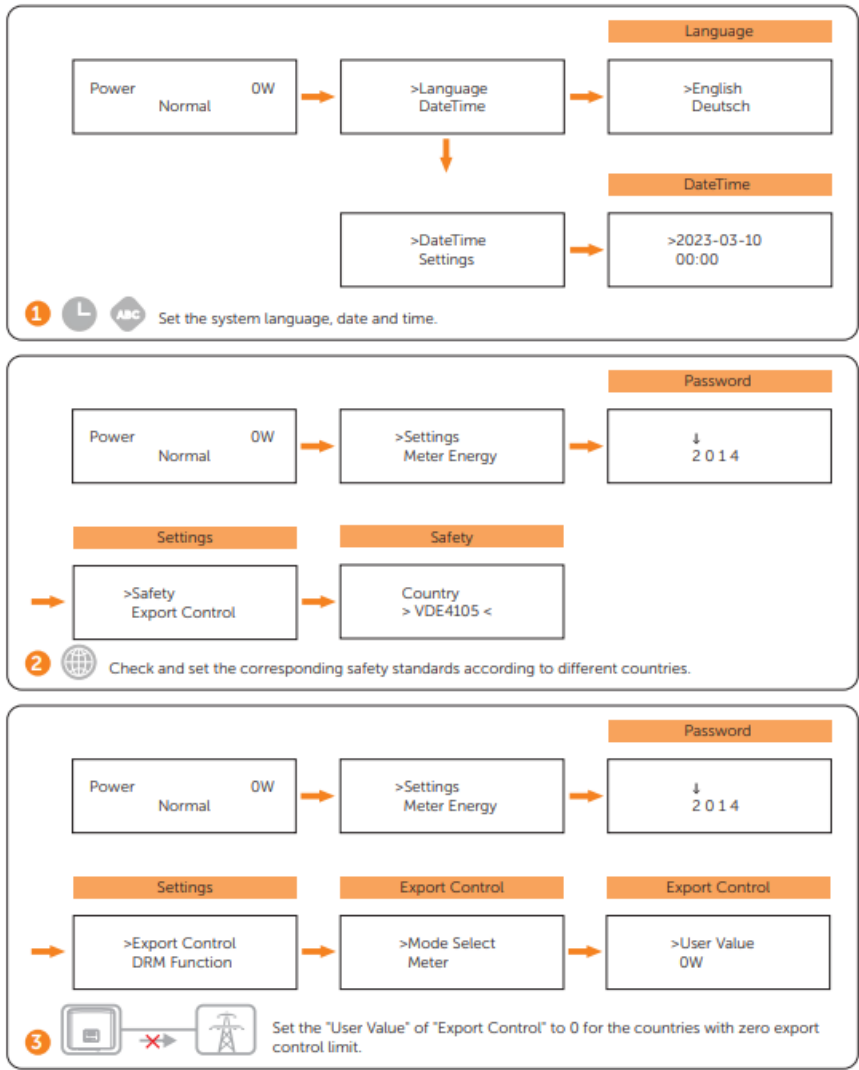 Language
Power 0W
Normal
>Language
DateTime
>English
Deutsch
DateTime
>DateTime
Settings
>2023-03-10
00:00
1 ABC Set the system language, date and time.
Password
Power 0W
Normal
>Settings
Meter Energy
↓
2 0 1 4
Settings
Safety
>Safety
Export Control
Country
> VDE4105 <
2 Check and set the corresponding safety standards according to different countries.
Password
Power 0W
Normal
>Settings
Meter Energy
↓
2 0 1 4
Settings
Export Control
Export Control
>Export Control
DRM Function
>Mode Select
Meter
>User Value
0W
3 Set the "User Value" of "Export Control" to 0 for the countries with zero export
control limit.